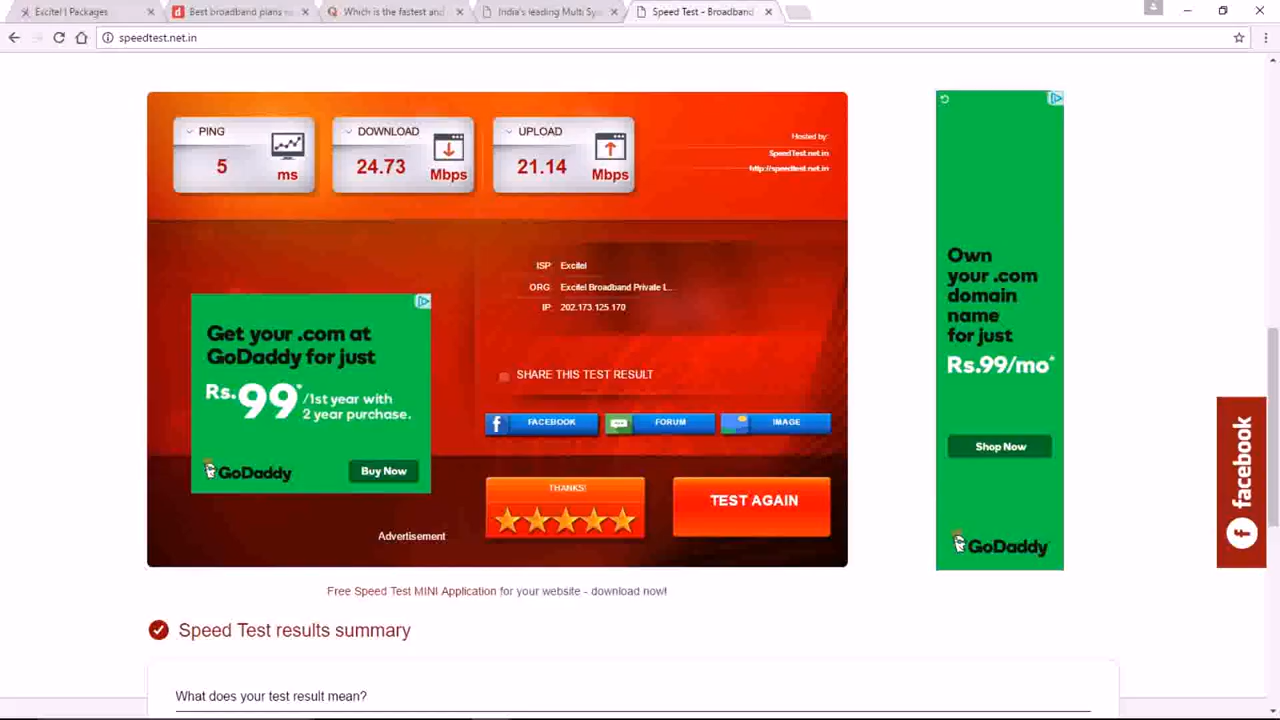 Excitel | Packages
Best broadband plans
Which is the fastest and
India's leading Multi Sy
Speed Test - Broadband
speedtest.net.in
PING
5
ms
DOWNLOAD
24.73
Mbps
UPLOAD
21.14
Mbps
Hosted by:
SpeedTest.net.in
http://speedtest.net.in
ISP: Excitel
ORG: Excitel Broadband Private L...
IP: 202.173.125.170
Get your .com at
GoDaddy for just
Rs.99*/1st year with
2 year purchase.
GoDaddy
Buy Now
Advertisement
SHARE THIS TEST RESULT
FACEBOOK
FORUM
IMAGE
THANKS!
TEST AGAIN
Own
your .com
domain
name
for just
Rs.99/mo*
Shop Now
GoDaddy
facebook
Free Speed Test MINI Application for your website - download now!
Speed Test results summary
What does your test result mean?